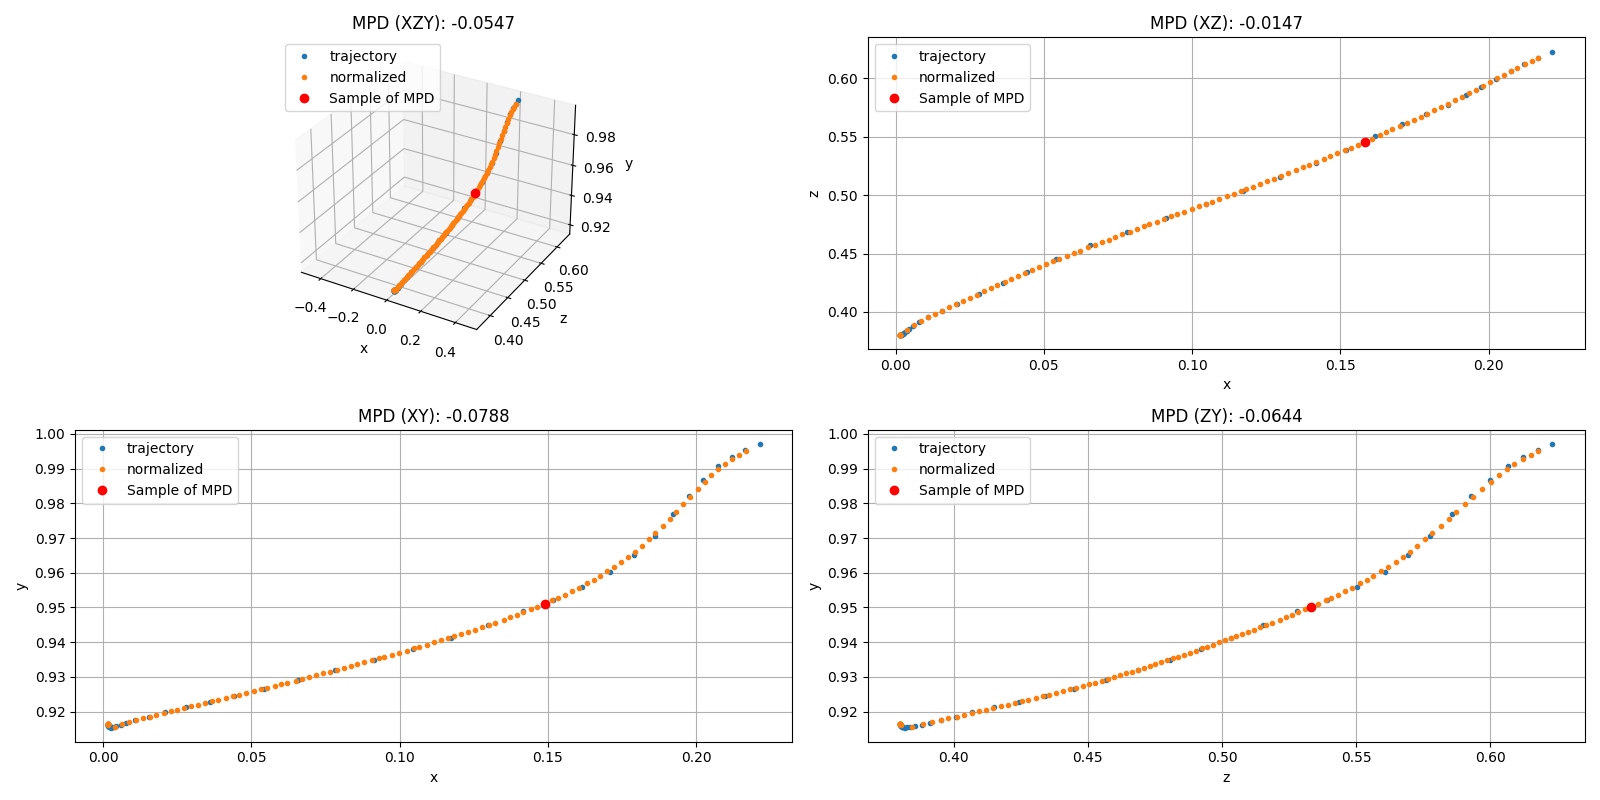 MPD (XZY): -0.0547
trajectory
normalized
Sample of MPD
0.98
0.96
0.94
0.92
y
0.60
0.55
0.50
0.45
0.40
z
−0.4
−0.2
0.0
0.2
0.4
x
MPD (XZ): -0.0147
trajectory
normalized
Sample of MPD
0.60
0.55
0.50
0.45
0.40
z
0.00 0.05 0.10 0.15 0.20
x
MPD (XY): -0.0788
trajectory
normalized
Sample of MPD
1.00
0.99
0.98
0.97
0.96
0.95
0.94
0.93
0.92
y
0.00 0.05 0.10 0.15 0.20
x
MPD (ZY): -0.0644
trajectory
normalized
Sample of MPD
1.00
0.99
0.98
0.97
0.96
0.95
0.94
0.93
0.92
y
0.40 0.45 0.50 0.55 0.60
z